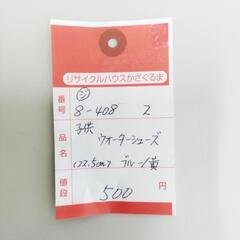 リサイクルハウスかざぐるま
番号 8-408 2
品名 子供 ウォーターシューズ
(22.5cm) ブルー/黄
値段 500 円